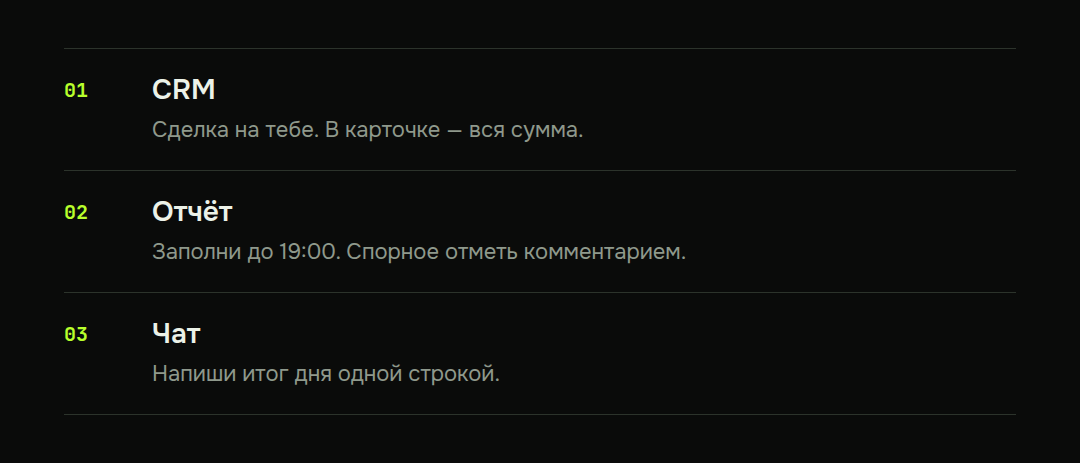 01
CRM
Сделка на тебе. В карточке — вся сумма.
02
Отчёт
Заполни до 19:00. Спорное отметь комментарием.
03
Чат
Напиши итог дня одной строкой.